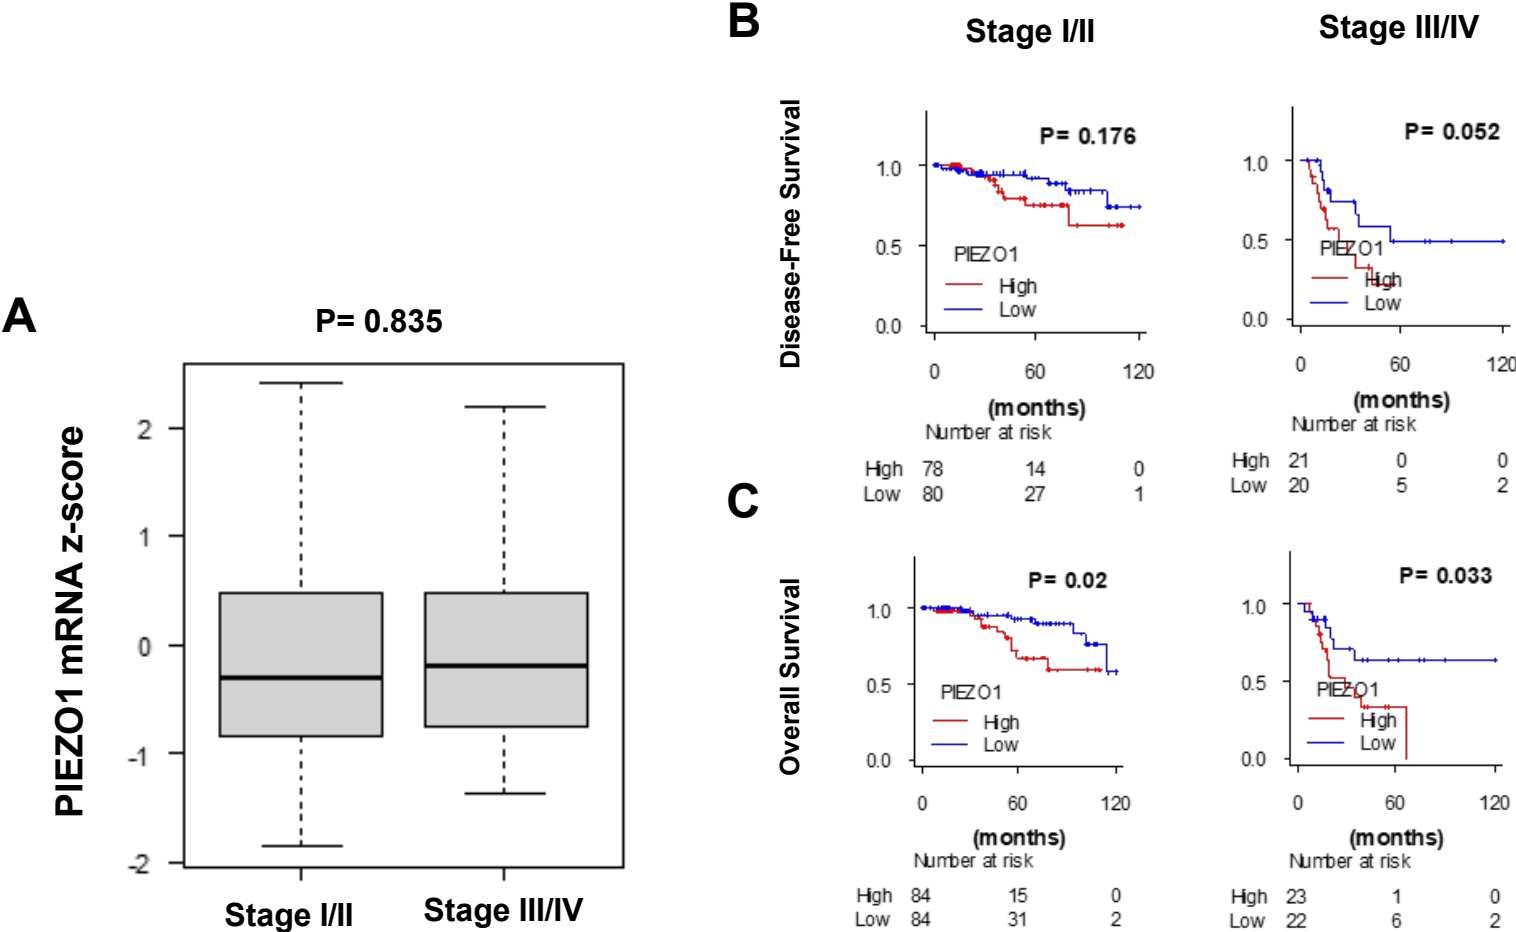 A
P= 0.835
PIEZO1 mRNA z-score
2
1
0
-1
-2
Stage I/II
Stage III/IV
B
Stage I/II
Stage III/IV
Disease-Free Survival
P= 0.176
1.0
0.5
0.0
PIEZO1
High
Low
0 60 120
(months)
Number at risk
High 78 14 0
Low 80 27 1
P= 0.052
1.0
0.5
0.0
PIEZO1
High
Low
0 60 120
(months)
Number at risk
High 21 0 0
Low 20 5 2
C
Overall Survival
P= 0.02
1.0
0.5
0.0
PIEZO1
High
Low
0 60 120
(months)
Number at risk
High 84 15 0
Low 84 31 2
P= 0.033
1.0
0.5
0.0
PIEZO1
High
Low
0 60 120
(months)
Number at risk
High 23 1 0
Low 22 6 2